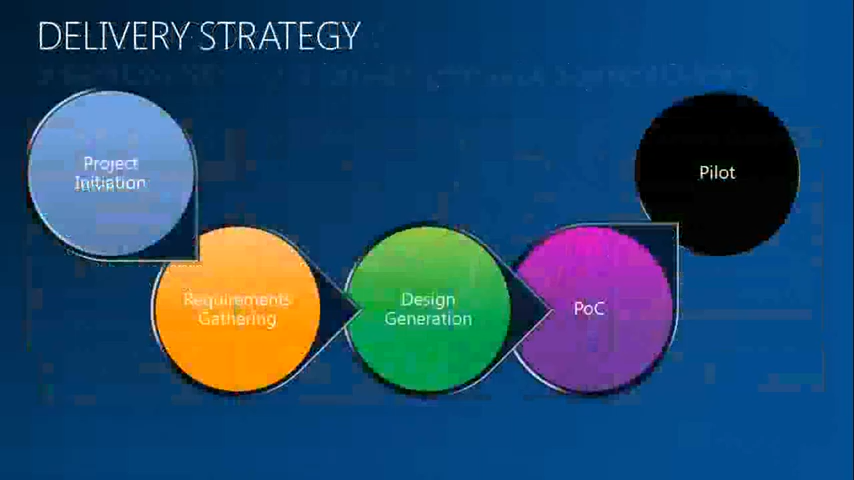 DELIVERY STRATEGY
Project
Initiation
Requirements
Gathering
Design
Generation
PoC
Pilot